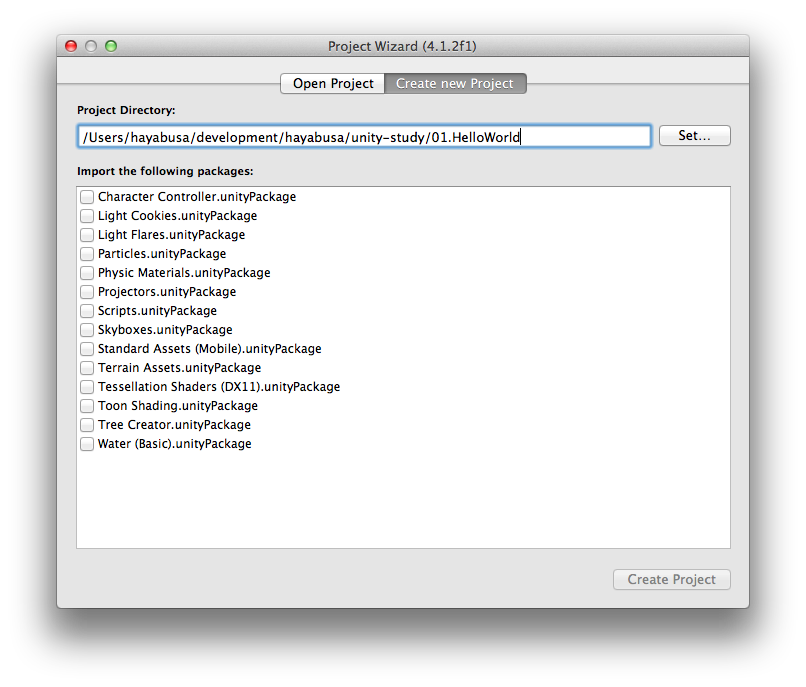 Project Wizard (4.1.2f1)
Open Project Create new Project
Project Directory:
/Users/hayabusa/development/hayabusa/unity-study/01.HelloWorld Set...
Import the following packages:
Character Controller.unityPackage
Light Cookies.unityPackage
Light Flares.unityPackage
Particles.unityPackage
Physic Materials.unityPackage
Projectors.unityPackage
Scripts.unityPackage
Skyboxes.unityPackage
Standard Assets (Mobile).unityPackage
Terrain Assets.unityPackage
Tessellation Shaders (DX11).unityPackage
Toon Shading.unityPackage
Tree Creator.unityPackage
Water (Basic).unityPackage
Create Project